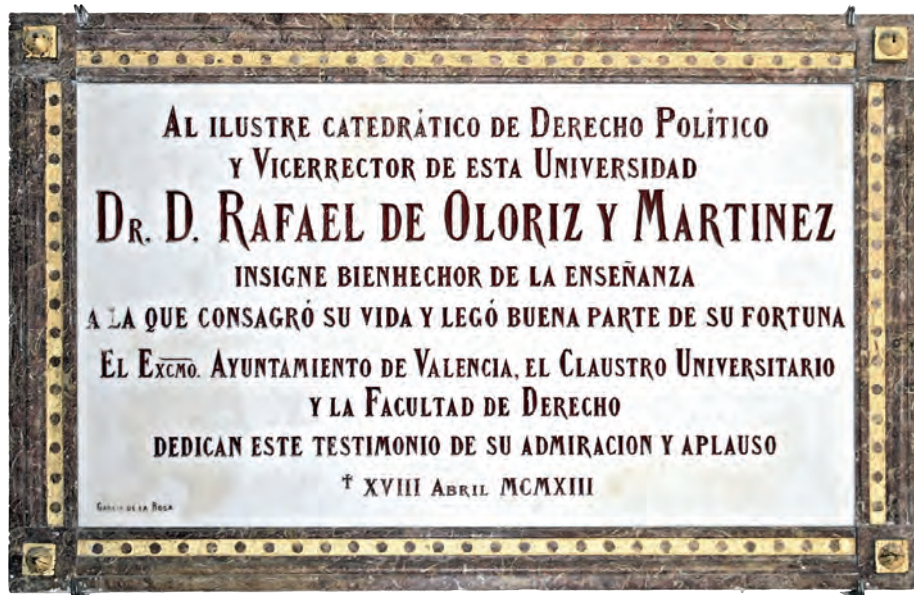 Al ilustre catedrático de Derecho Político
y Vicerrector de esta Universidad
Dr. D. Rafael de Oloriz y Martinez
insigne bienhechor de la enseñanza
a la que consagró su vida y legó buena parte de su fortuna
El Excmo. Ayuntamiento de Valencia, el Claustro Universitario
y la Facultad de Derecho
dedican este testimonio de su admiracion y aplauso
† XVIII Abril MCMXIII
Garcia de la Rosa